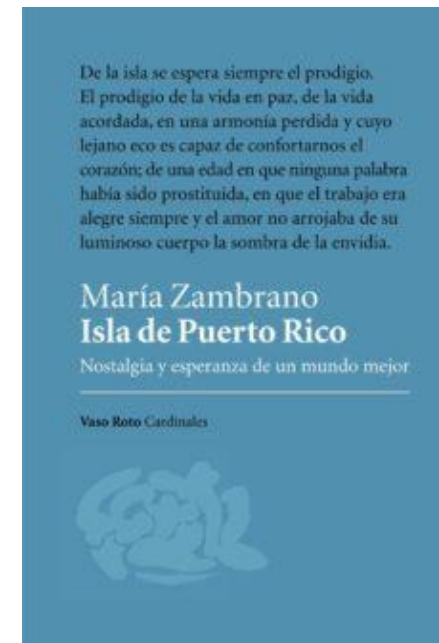 De la isla se espera siempre el prodigio.
El prodigio de la vida en paz, de la vida
acordada, en una armonía perdida y cuyo
lejano eco es capaz de confortarnos el
corazón; de una edad en que ninguna palabra
había sido prostituida, en que el trabajo era
alegre siempre y el amor no arrojaba de su
luminoso cuerpo la sombra de la envidia.
María Zambrano
Isla de Puerto Rico
Nostalgia y esperanza de un mundo mejor
Vaso Roto Cardinales